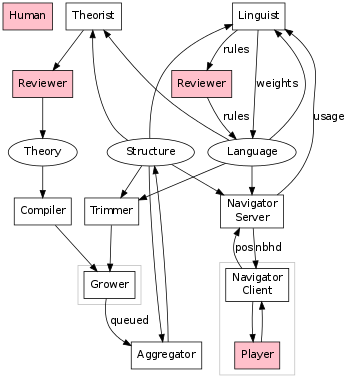 Human
Theorist
Linguist
rules
Reviewer
Reviewer
weights
rules
usage
Theory
Structure
Language
Compiler
Trimmer
Navigator
Server
pos
nbhd
Grower
Navigator
Client
queued
Aggregator
Player